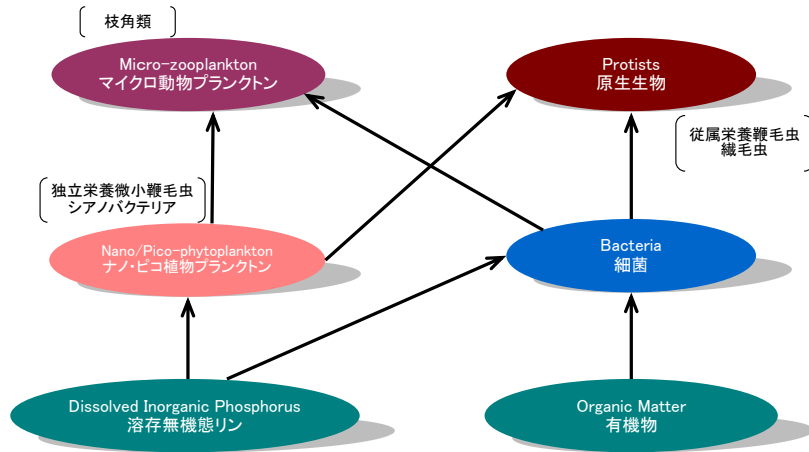 枝角類
Micro-zooplankton
マイクロ動物プランクトン
Protists
原生生物
従属栄養鞭毛虫
繊毛虫
独立栄養微小鞭毛虫
シアノバクテリア
Nano/Pico-phytoplankton
ナノ・ピコ植物プランクトン
Bacteria
細菌
Dissolved Inorganic Phosphorus
溶存無機態リン
Organic Matter
有機物